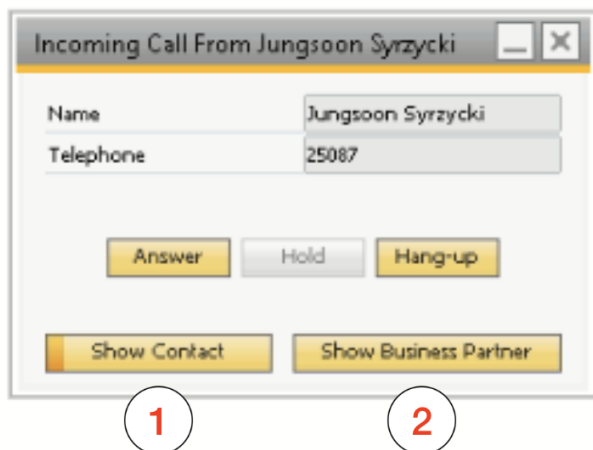 Incoming Call From Jungsoon Syrzycki
Name Jungsoon Syrzycki
Telephone 25087
Answer Hold Hang-up
Show Contact Show Business Partner
1 2